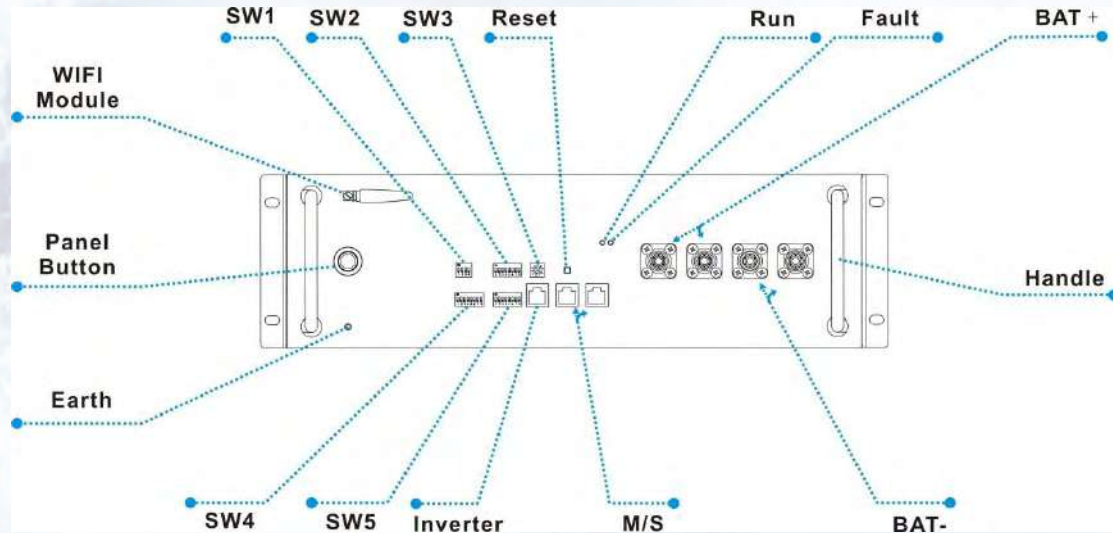 SW1
SW2
SW3
Reset
Run
Fault
BAT +
WIFI
Module
Panel
Button
Handle
Earth
SW4
SW5
Inverter
M/S
BAT-